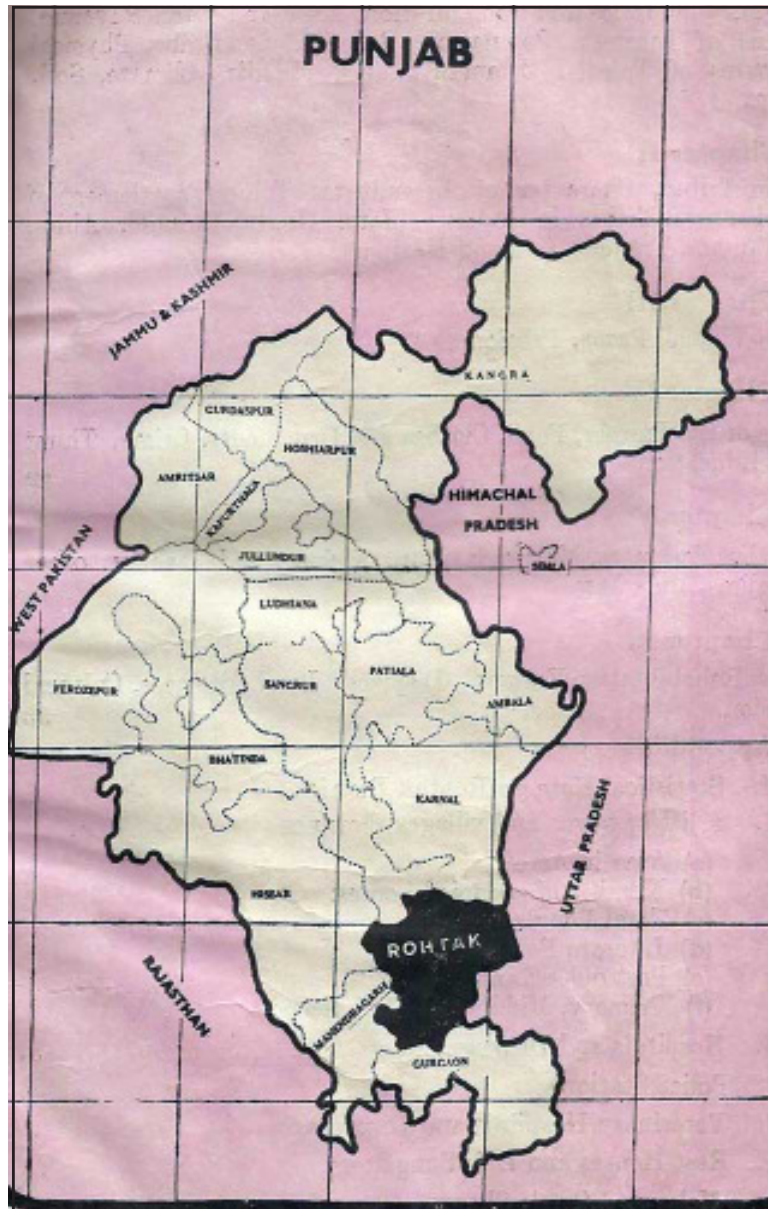 PUNJAB
JAMMU & KASHMIR
KANGRA
GURDASPUR
HOSHIARPUR
AMRITSAR
KAPURTHALA
HIMACHAL
PRADESH
WEST PAKISTAN
JULLUNDUR
SIMLA
LUDHIANA
FEROZEPUR
SANGRUR
PATIALA
AMBALA
BHATINDA
KARNAL
UTTAR PRADESH
HISSAR
ROHTAK
RAJASTHAN
MAHENDRAGARH
GURGAON